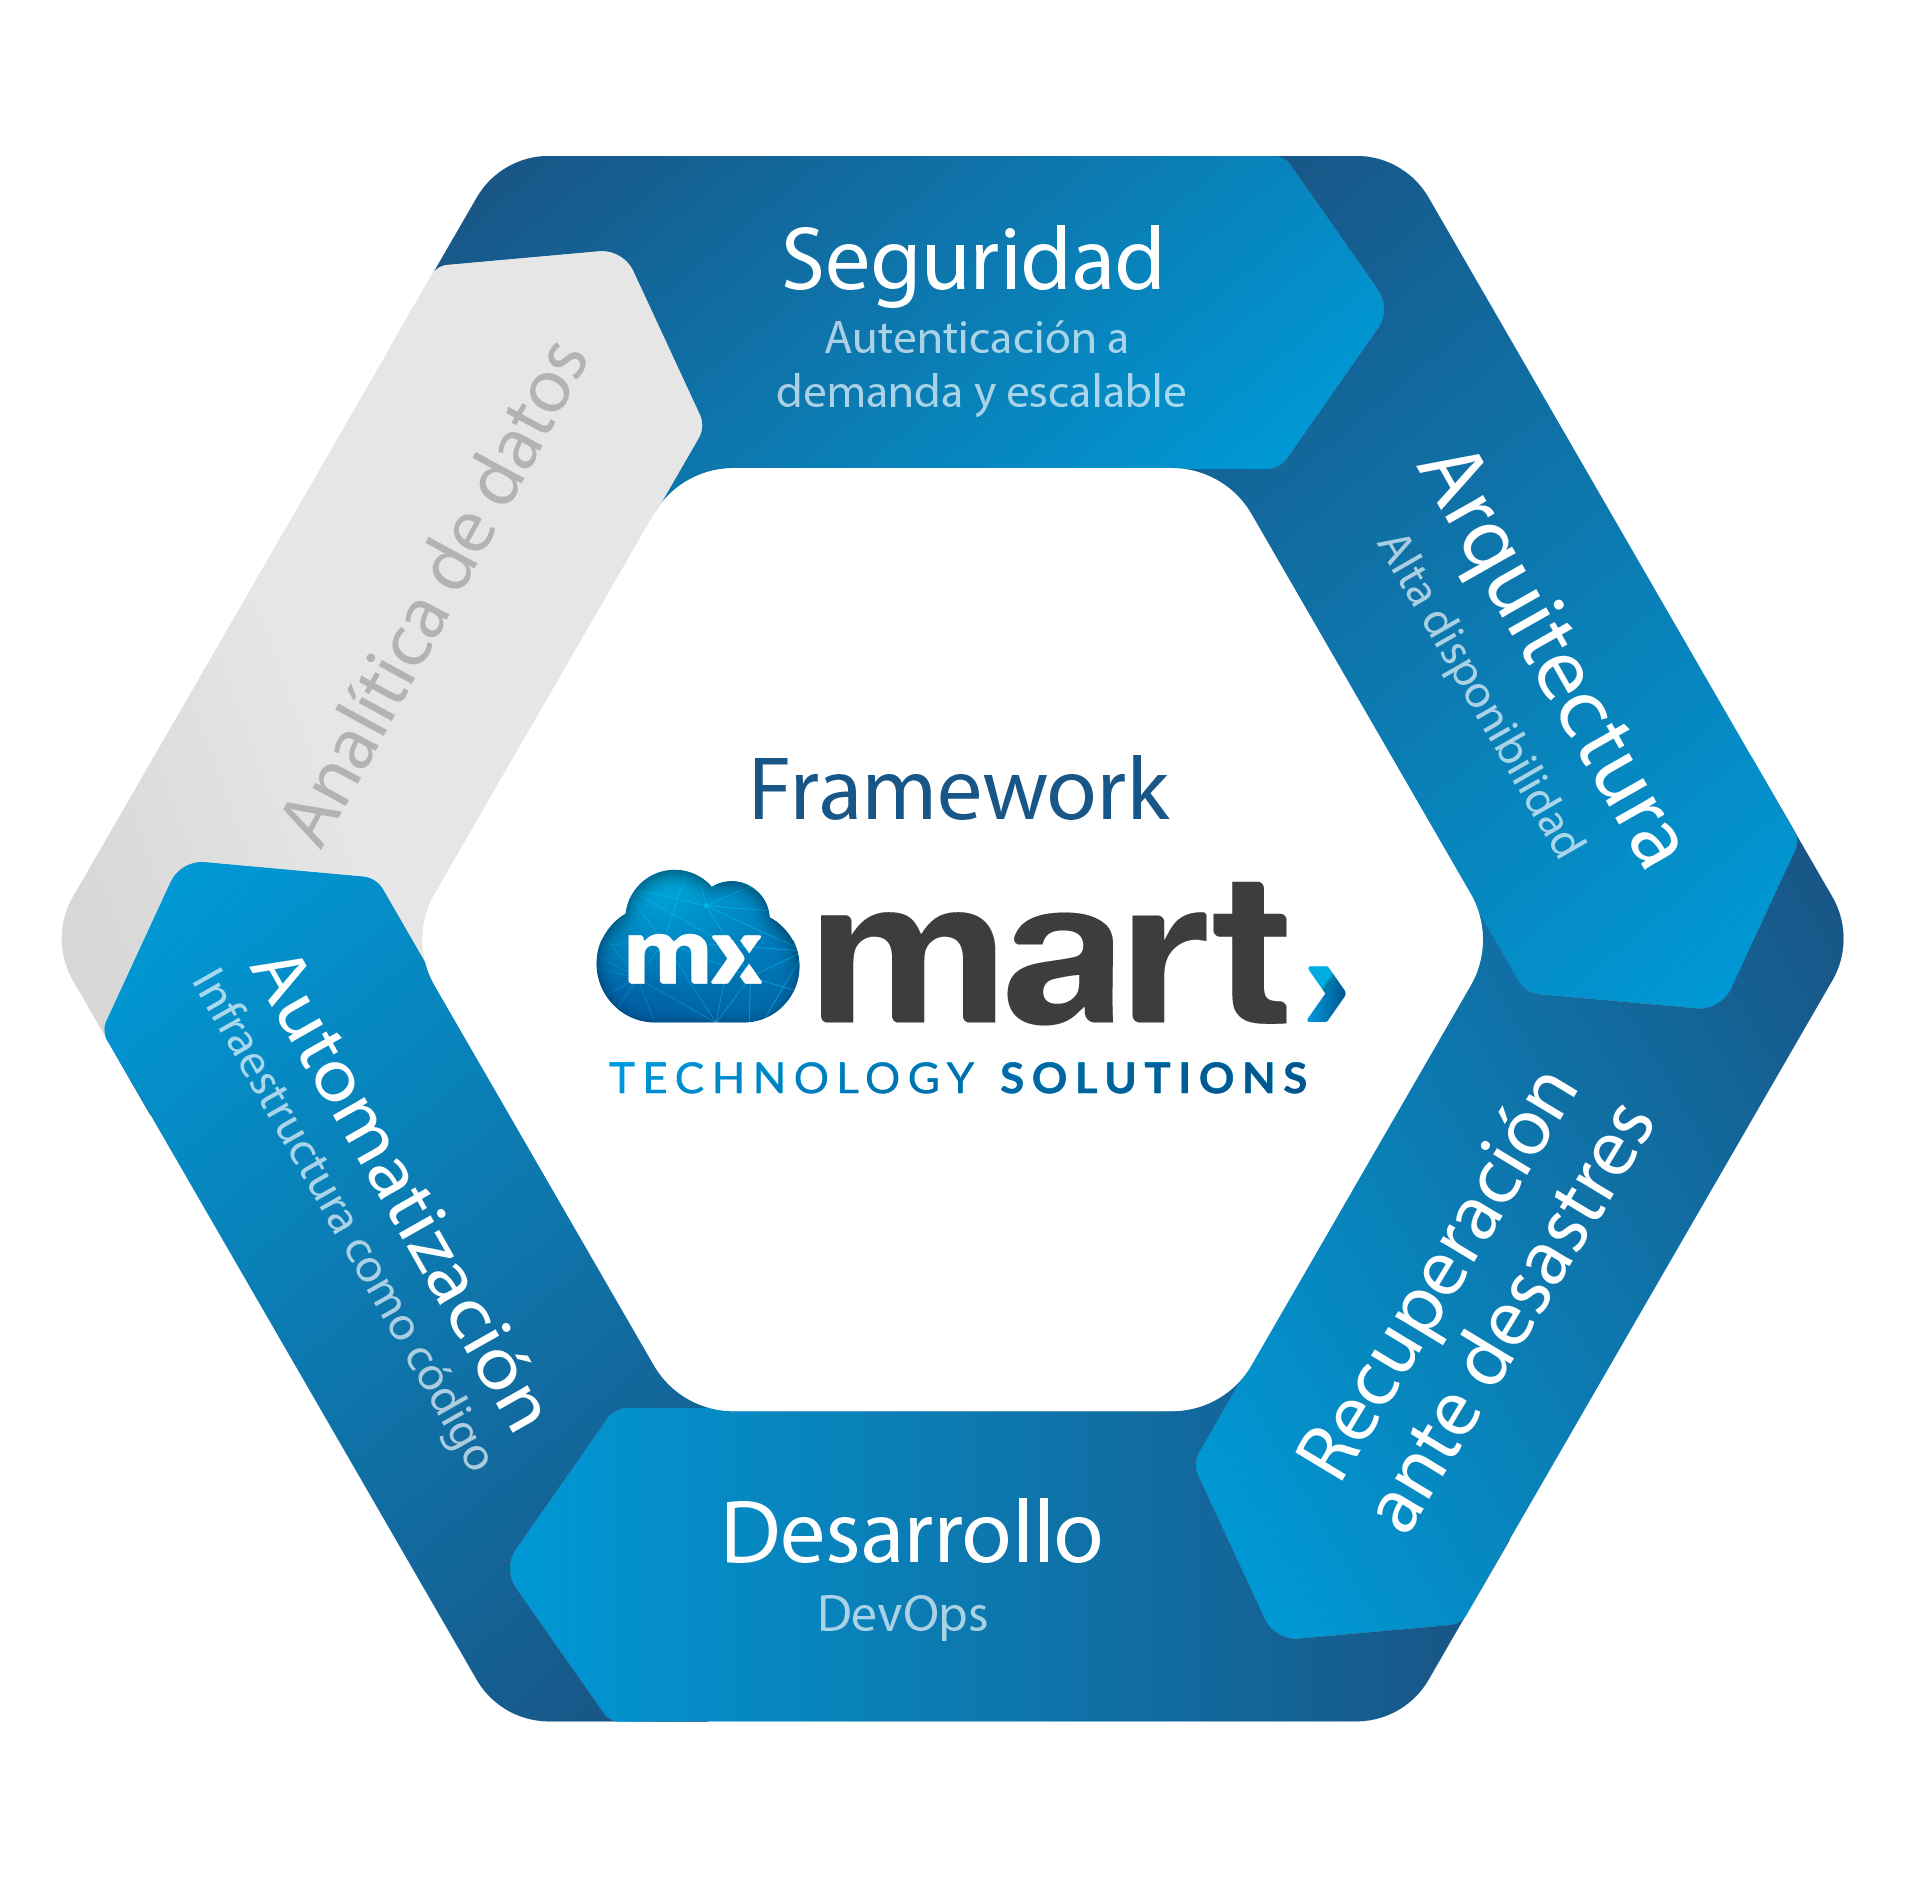 Seguridad
Autenticación a
demanda y escalable
Arquitectura
Alta disponibilidad
Recuperación
ante desastres
Desarrollo
DevOps
Automatización
Infraestructura como código
Analítica de datos
Framework
mx mart
TECHNOLOGY SOLUTIONS